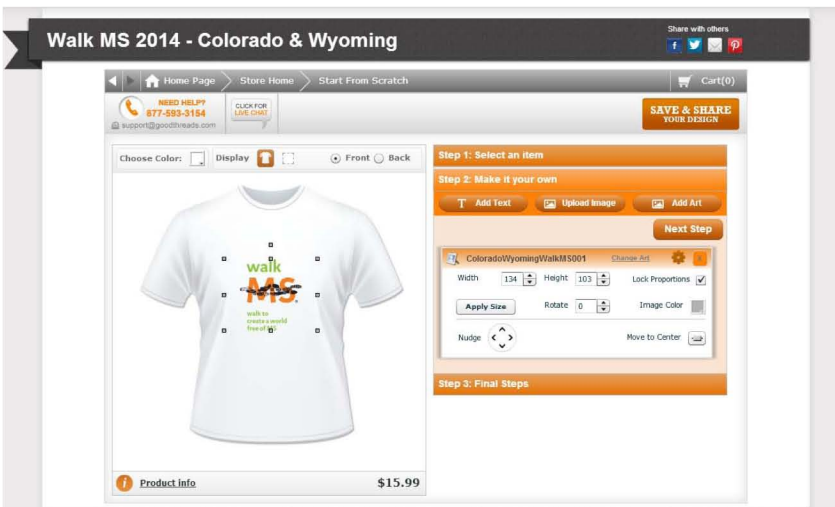 Walk MS 2014 - Colorado & Wyoming
Share with others
Home Page
Store Home
Start From Scratch
Cart(0)
NEED HELP?
877-593-3154
support@goodthreads.com
CLICK FOR
LIVE CHAT
SAVE & SHARE
YOUR DESIGN
Choose Color:
Display
Front
Back
walk
MS
walk to
create a world
free of MS
Product info
$15.99
Step 1: Select an item
Step 2: Make it your own
T Add Text
Upload Image
Add Art
Next Step
ColoradoWyomingWalkMS001
Change Art
Width 134
Height 103
Lock Proportions
Apply Size
Rotate 0
Image Color
Nudge
Move to Center
Step 3: Final Steps